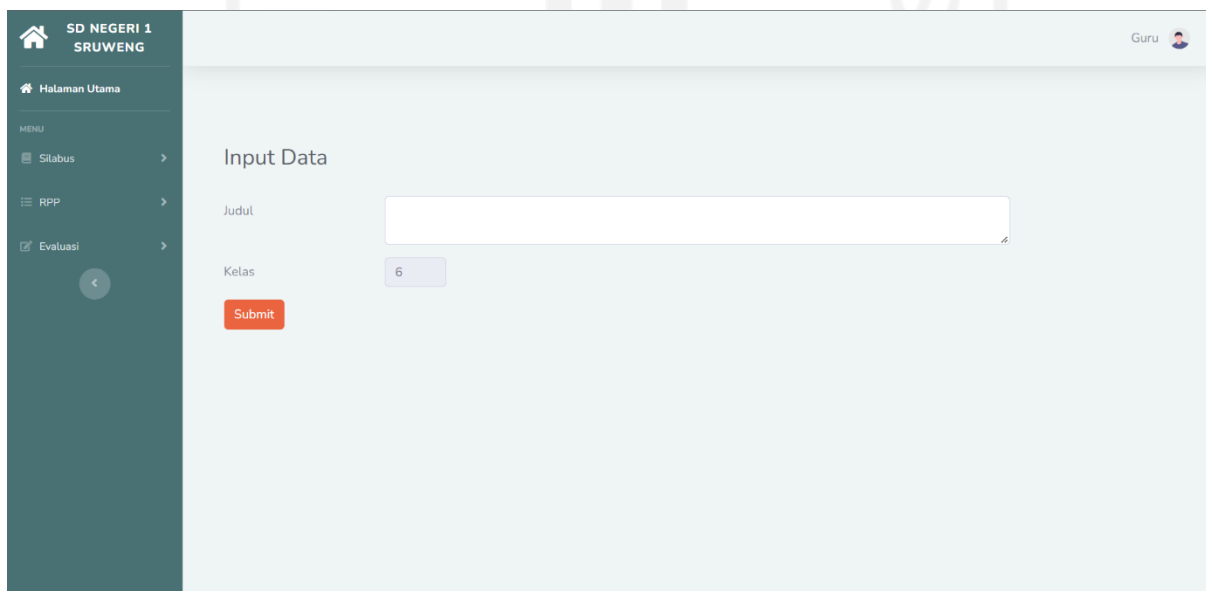 SD NEGERI 1
SRUWENG
Guru
Halaman Utama
MENU
Silabus
RPP
Evaluasi
Input Data
Judul
Kelas
6
Submit